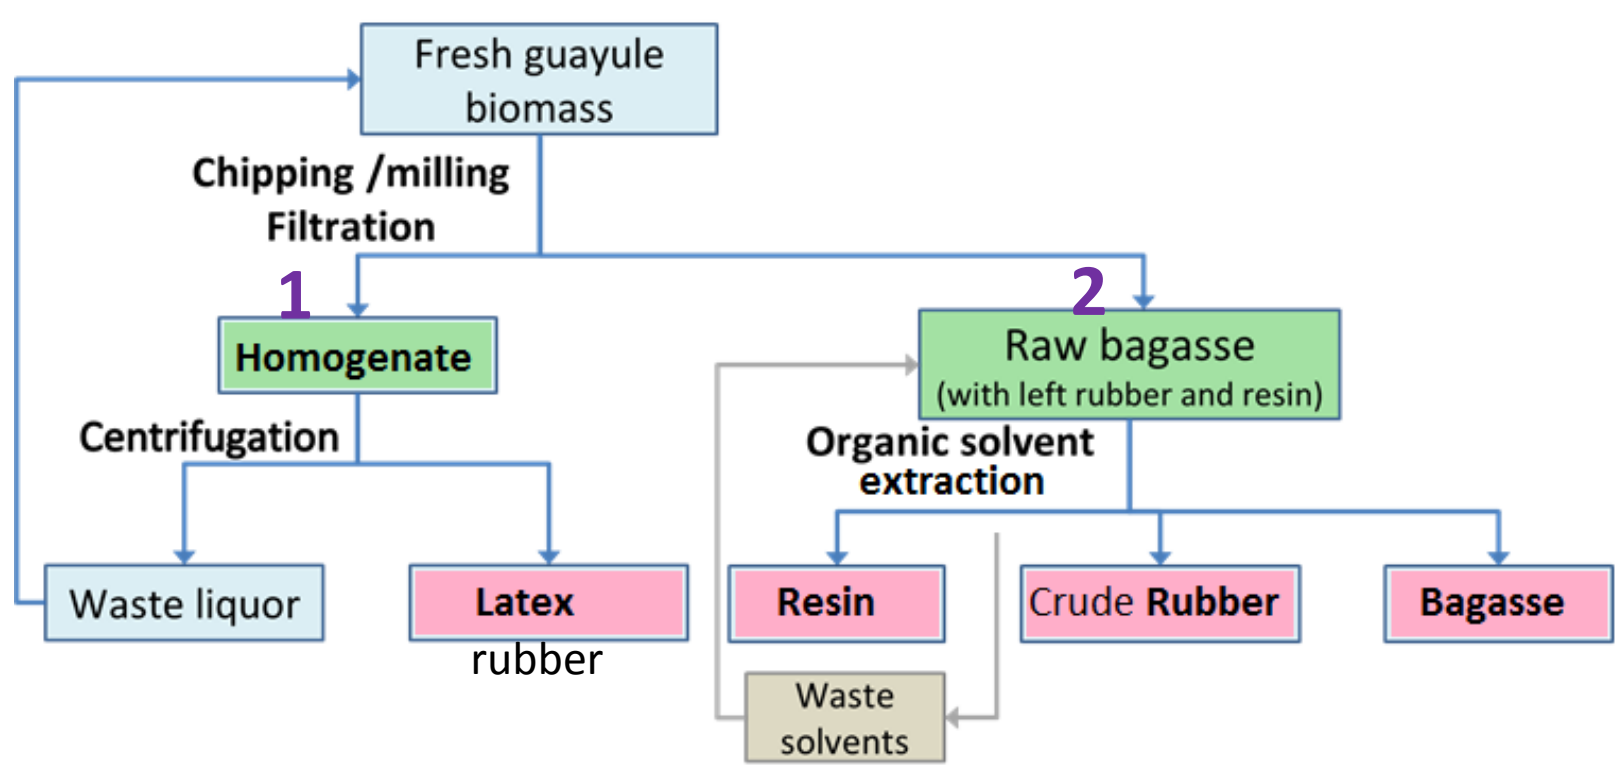 Fresh guayule
biomass
Chipping /milling
Filtration
1
2
Homogenate
Raw bagasse
(with left rubber and resin)
Centrifugation
Organic solvent
extraction
Waste liquor
Latex
rubber
Resin
Crude Rubber
Bagasse
Waste
solvents